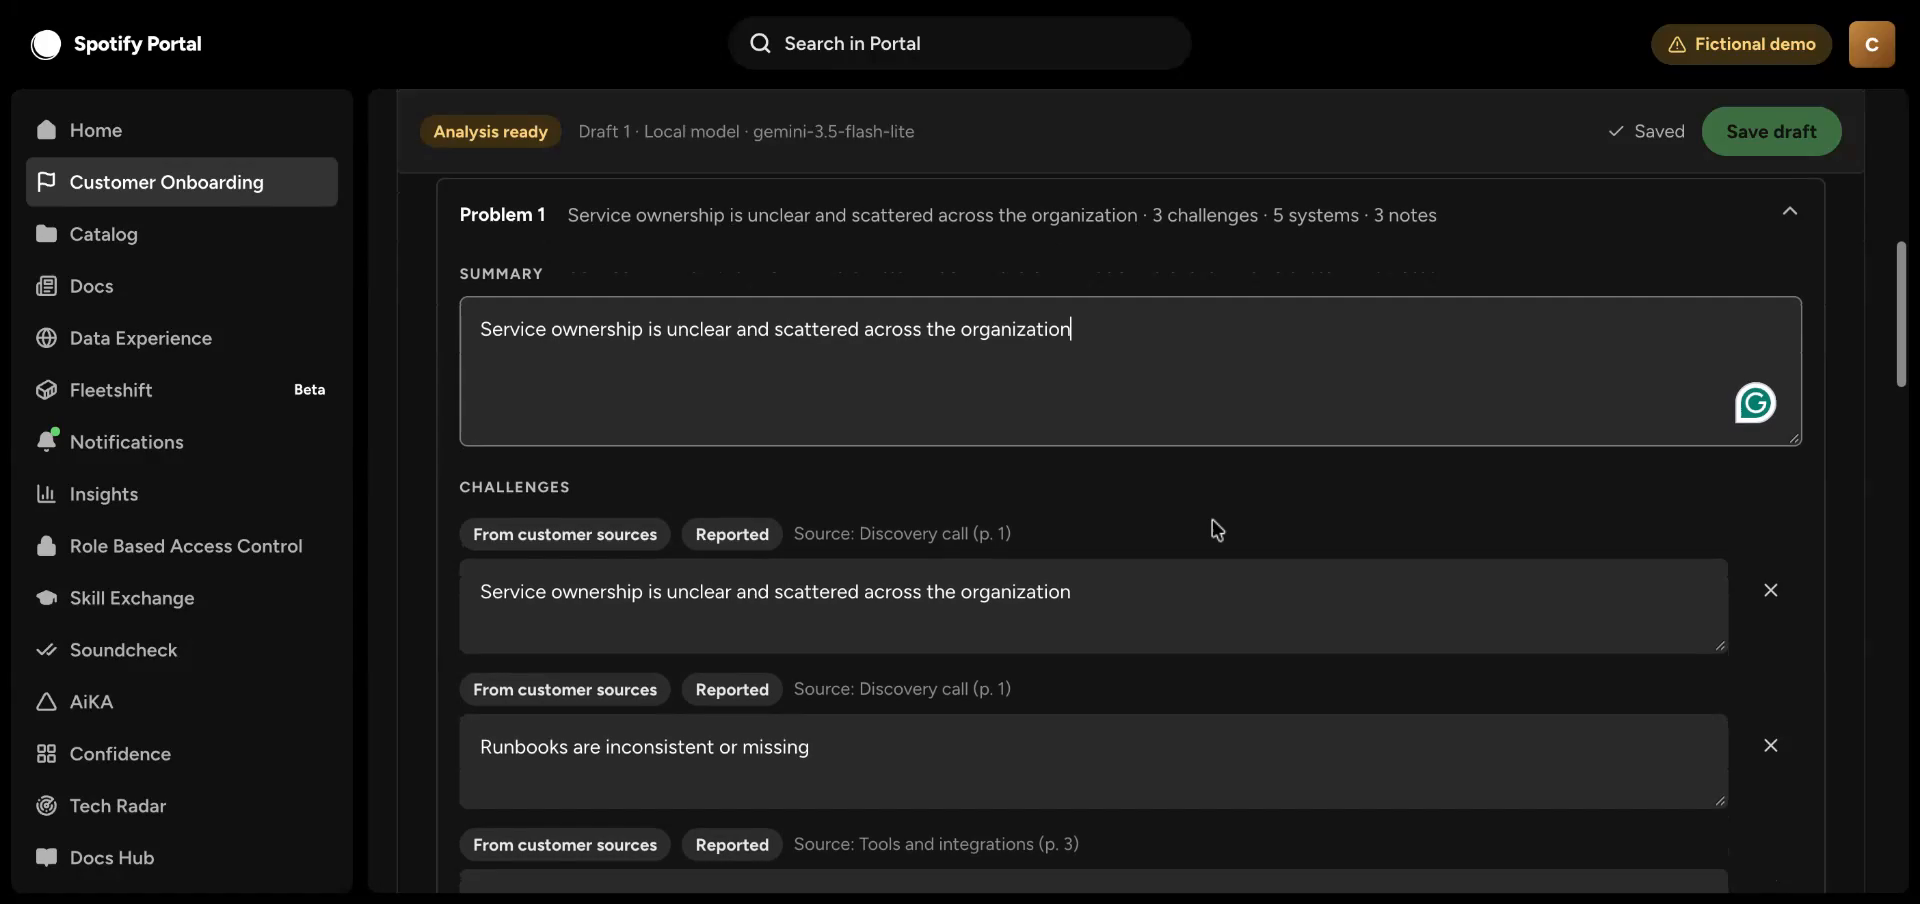 Spotify Portal
Search in Portal
Fictional demo
C
Home
Customer Onboarding
Catalog
Docs
Data Experience
Fleetshift Beta
Notifications
Insights
Role Based Access Control
Skill Exchange
Soundcheck
AiKA
Confidence
Tech Radar
Docs Hub
Analysis ready Draft 1 · Local model · gemini-3.5-flash-lite
Saved
Save draft
Problem 1 Service ownership is unclear and scattered across the organization · 3 challenges · 5 systems · 3 notes
SUMMARY
Service ownership is unclear and scattered across the organization
CHALLENGES
From customer sources Reported Source: Discovery call (p. 1)
Service ownership is unclear and scattered across the organization
From customer sources Reported Source: Discovery call (p. 1)
Runbooks are inconsistent or missing
From customer sources Reported Source: Tools and integrations (p. 3)